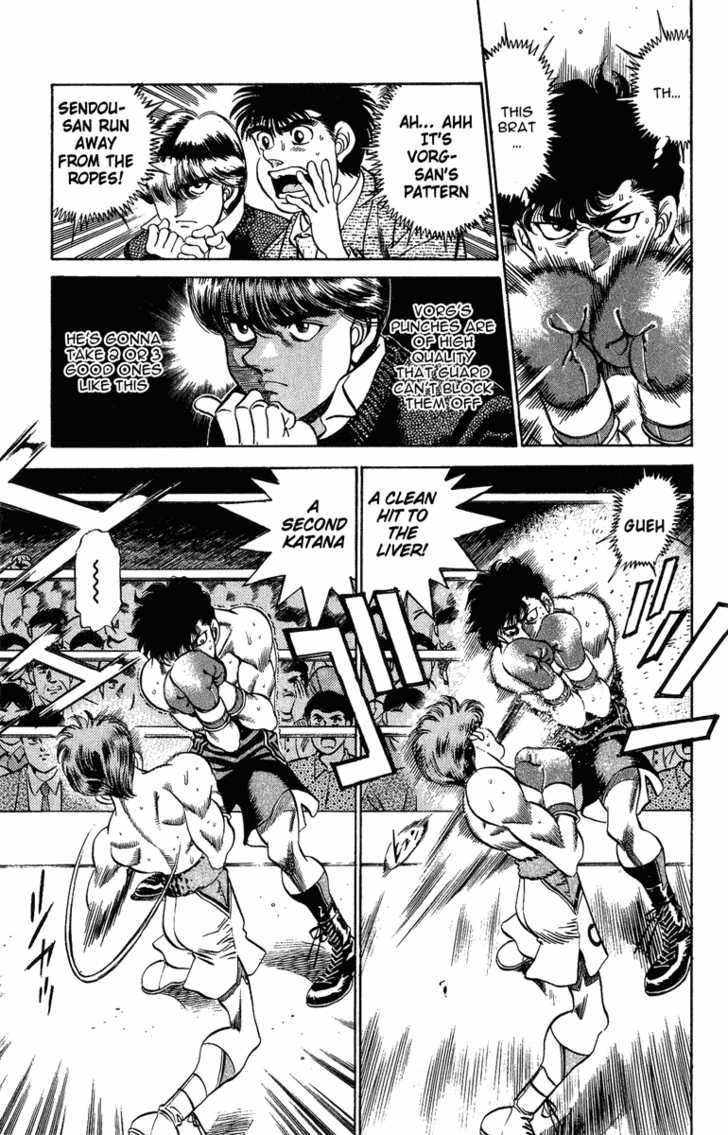 TH...
THIS
BRAT
...
AH... AHH
IT'S
VORG-
SAN'S
PATTERN
SENDOU-
SAN RUN
AWAY
FROM THE
ROPES!
VORG'S
PUNCHES ARE
OF HIGH
QUALITY
THAT GUARD
CAN'T BLOCK
THEM OFF
HE'S GONNA
TAKE 2 OR 3
GOOD ONES
LIKE THIS
GUEH
A CLEAN
HIT TO
THE
LIVER!
A
SECOND
KATANA